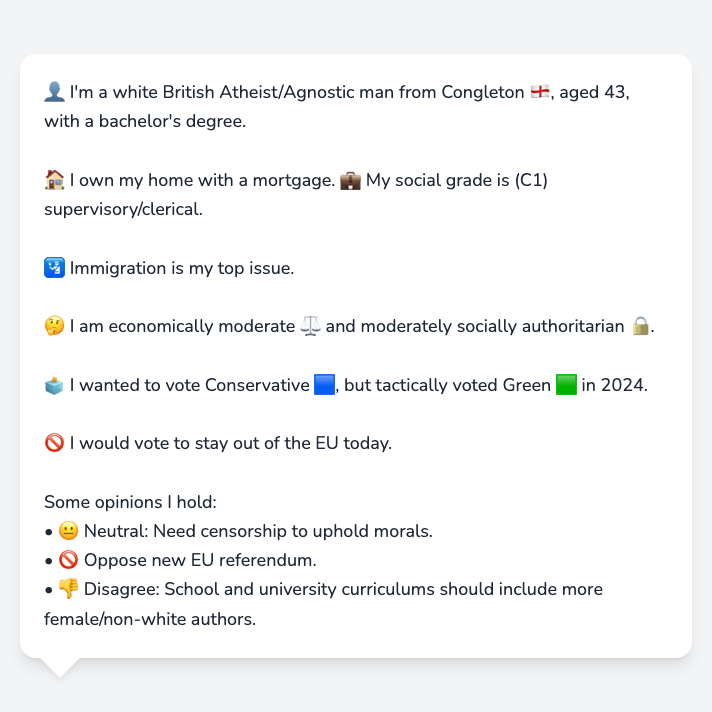 👤 I'm a white British Atheist/Agnostic man from Congleton 🏴󠁧󠁢󠁥󠁮󠁧󠁿, aged 43,
with a bachelor's degree.
🏠 I own my home with a mortgage. 💼 My social grade is (C1)
supervisory/clerical.
🛂 Immigration is my top issue.
🤔 I am economically moderate ⚖️ and moderately socially authoritarian 🔒.
🗳️ I wanted to vote Conservative 🟦, but tactically voted Green 🟩 in 2024.
🚫 I would vote to stay out of the EU today.
Some opinions I hold:
• 😐 Neutral: Need censorship to uphold morals.
• 🚫 Oppose new EU referendum.
• 👎 Disagree: School and university curriculums should include more
female/non-white authors.